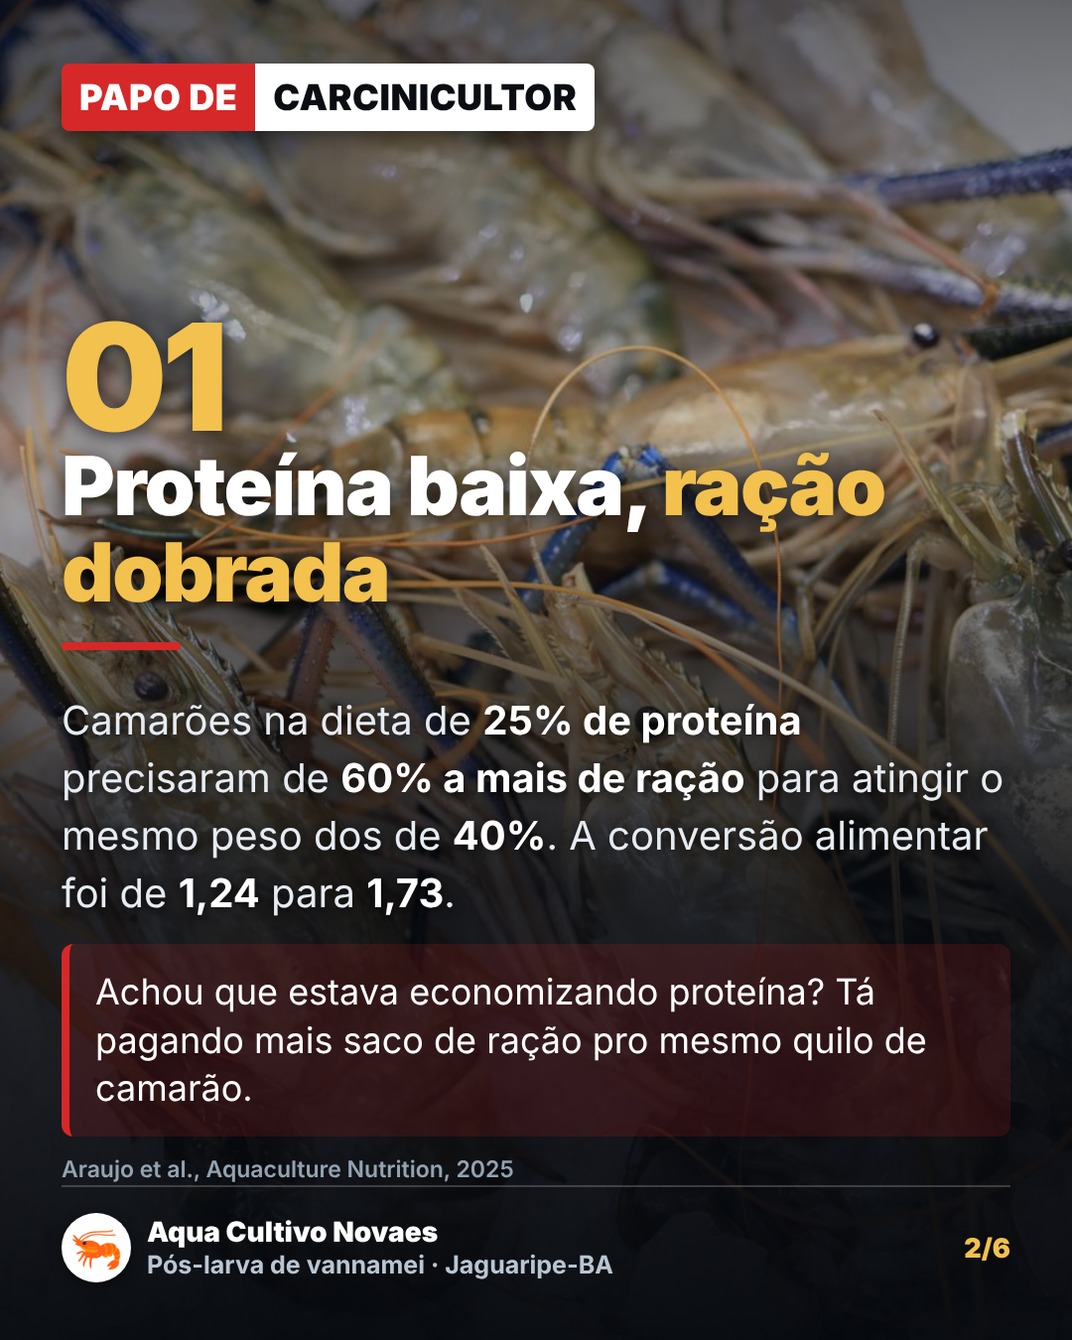 PAPO DE CARCINICULTOR
01
Proteína baixa, ração
dobrada
Camarões na dieta de 25% de proteína
precisaram de 60% a mais de ração para atingir o
mesmo peso dos de 40%. A conversão alimentar
foi de 1,24 para 1,73.
Achou que estava economizando proteína? Tá
pagando mais saco de ração pro mesmo quilo de
camarão.
Araujo et al., Aquaculture Nutrition, 2025
Aqua Cultivo Novaes
Pós-larva de vannamei · Jaguaripe-BA
2/6